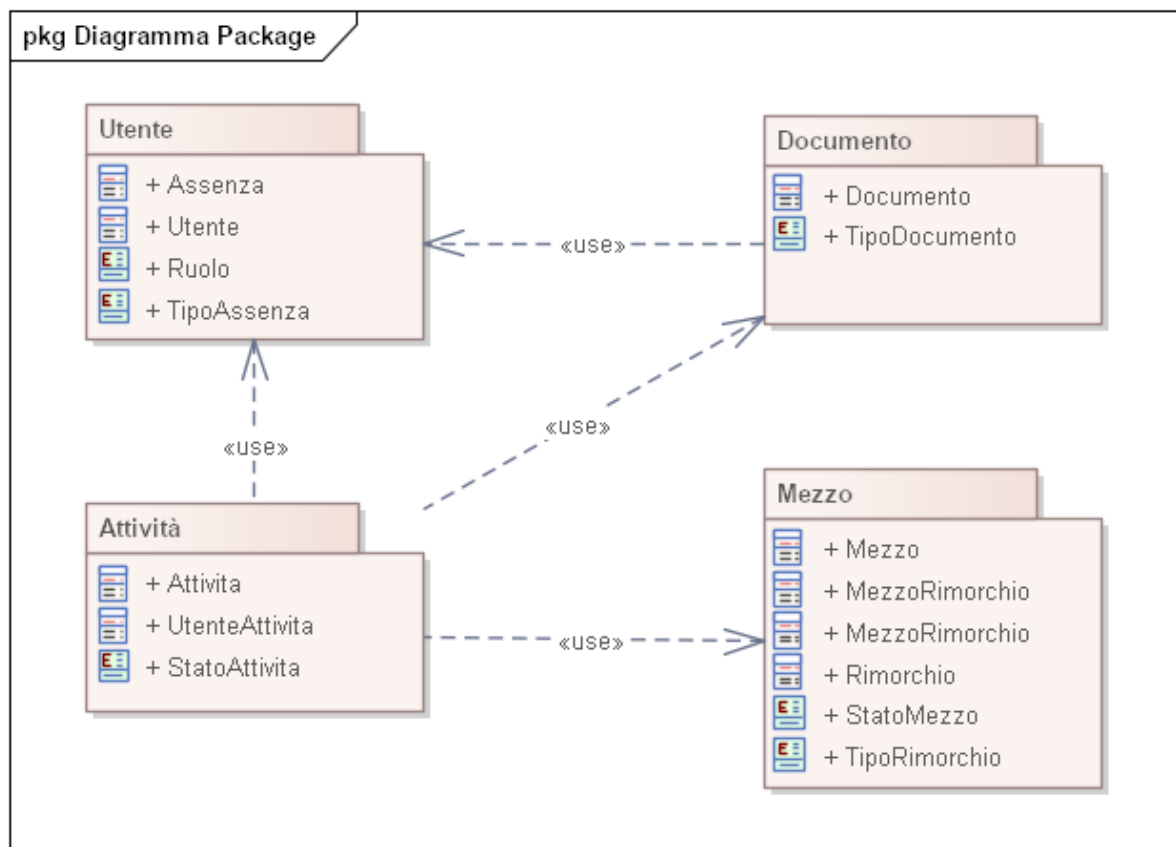 pkg Diagramma Package
Utente
+ Assenza
+ Utente
+ Ruolo
+ TipoAssenza
Documento
+ Documento
+ TipoDocumento
«use»
«use»
«use»
Attività
+ Attivita
+ UtenteAttivita
+ StatoAttivita
«use»
Mezzo
+ Mezzo
+ MezzoRimorchio
+ MezzoRimorchio
+ Rimorchio
+ StatoMezzo
+ TipoRimorchio